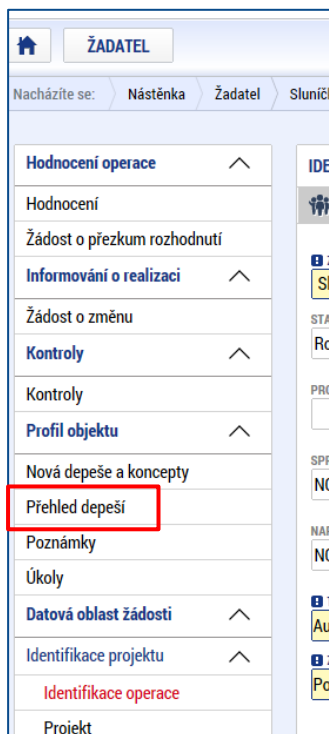 ŽADATEL
Nacházíte se: Nástěnka Žadatel
Hodnocení operace
Hodnocení
Žádost o přezkum rozhodnutí
Informování o realizaci
Žádost o změnu
Kontroly
Kontroly
Profil objektu
Nová depeše a koncepty
Přehled depeší
Poznámky
Úkoly
Datová oblast žádosti
Identifikace projektu
Identifikace operace
Projekt